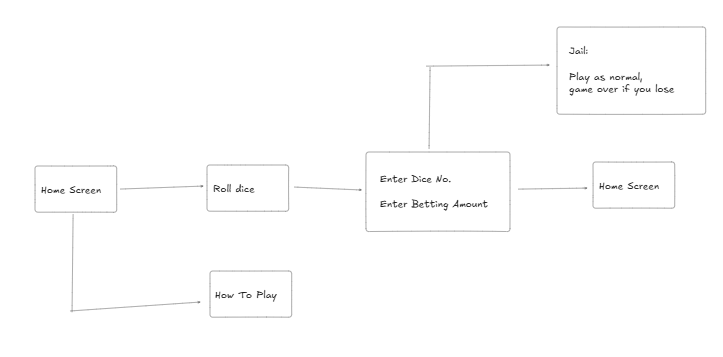 Jail:
Play as normal,
game over if you lose
Home Screen
Roll dice
Enter Dice No.
Enter Betting Amount
Home Screen
How To Play